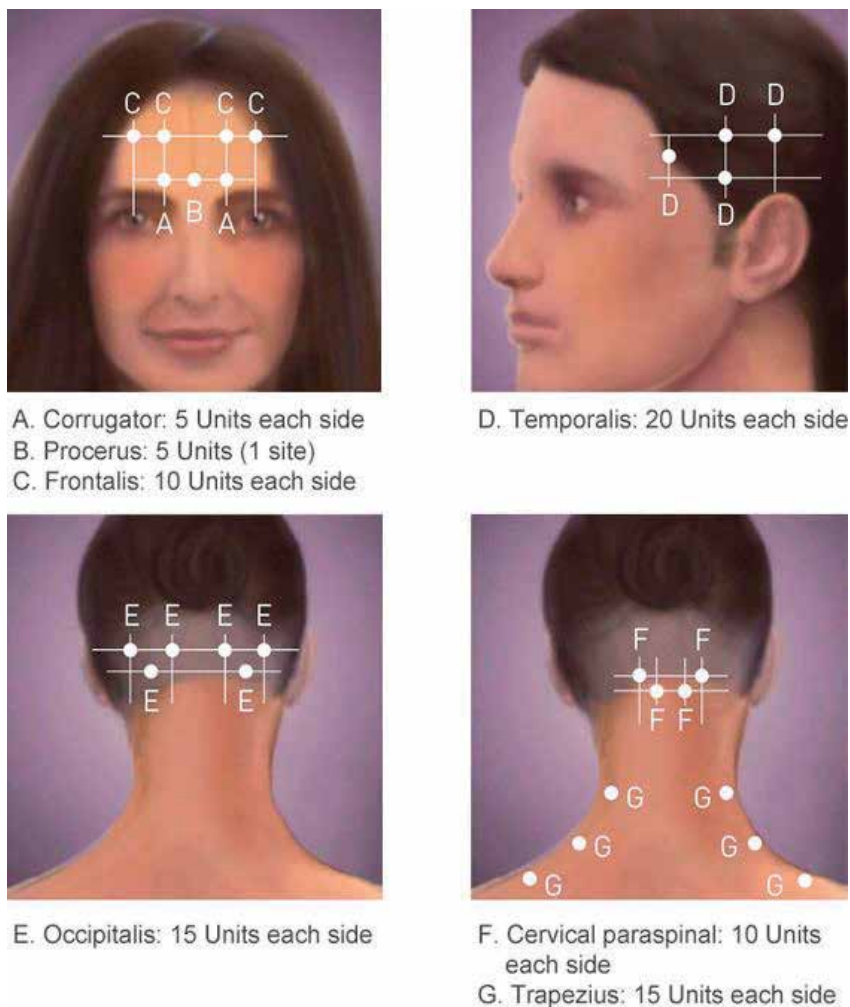 C C C C
A B A
D D
D D
A. Corrugator: 5 Units each side
B. Procerus: 5 Units (1 site)
C. Frontalis: 10 Units each side
D. Temporalis: 20 Units each side
E E E E
E E
F F
F F
G G
G G
G G
E. Occipitalis: 15 Units each side
F. Cervical paraspinal: 10 Units
each side
G. Trapezius: 15 Units each side